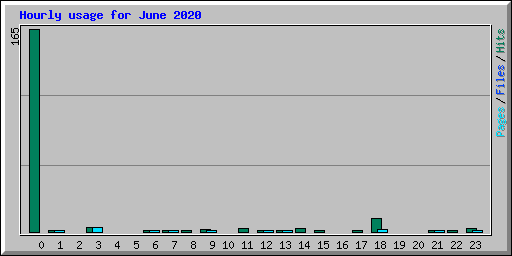 Hourly usage for June 2020
165
Pages/Files/Hits
0 1 2 3 4 5 6 7 8 9 10 11 12 13 14 15 16 17 18 19 20 21 22 23